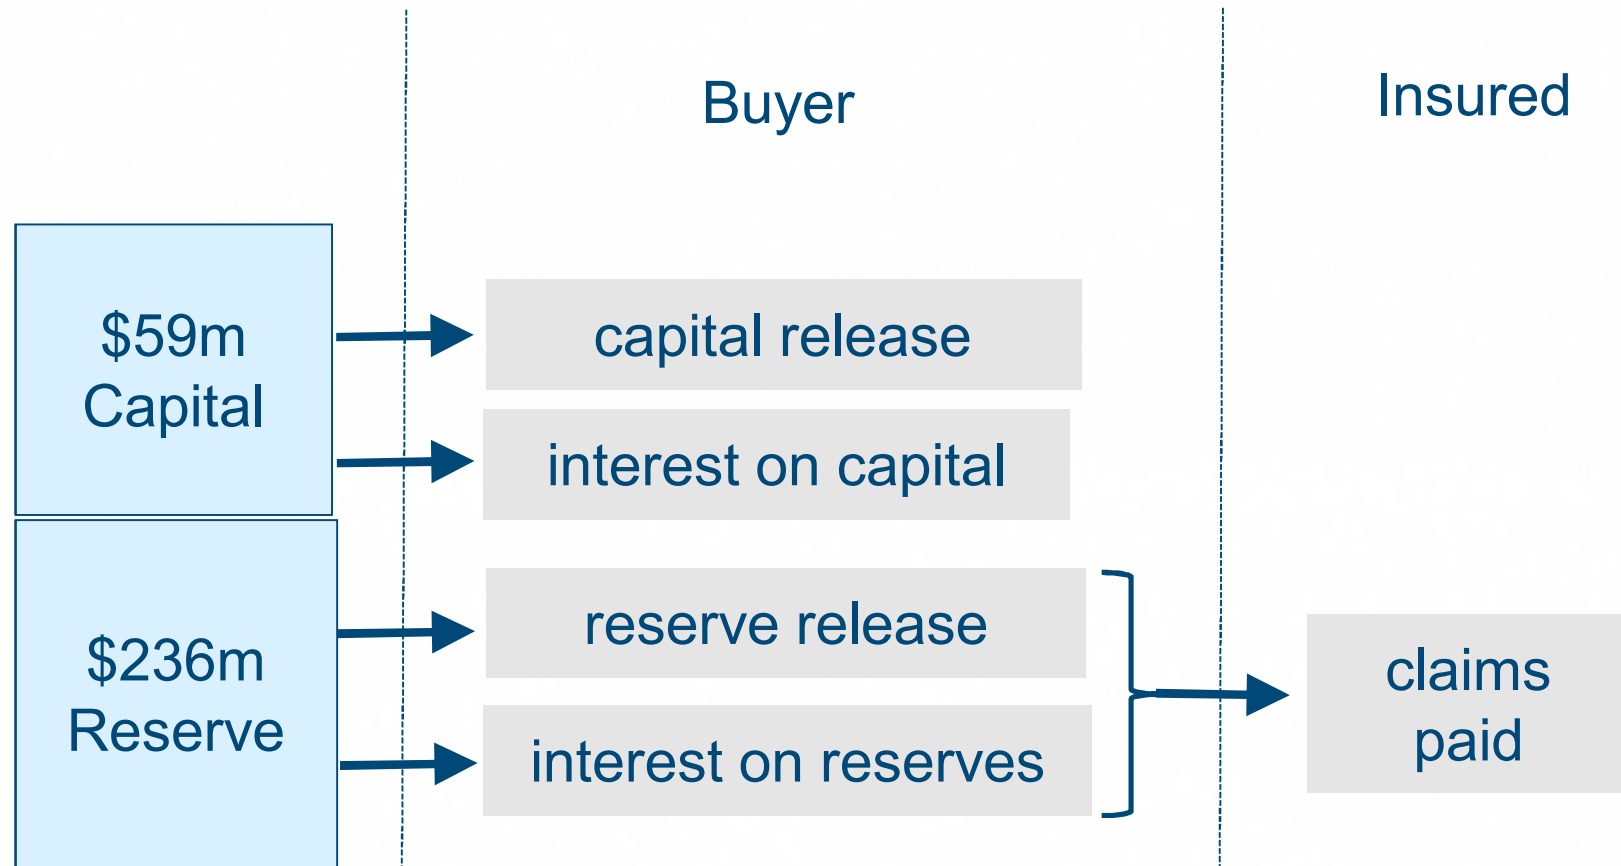 Buyer
Insured
$59m
Capital
capital release
interest on capital
$236m
Reserve
reserve release
interest on reserves
claims
paid